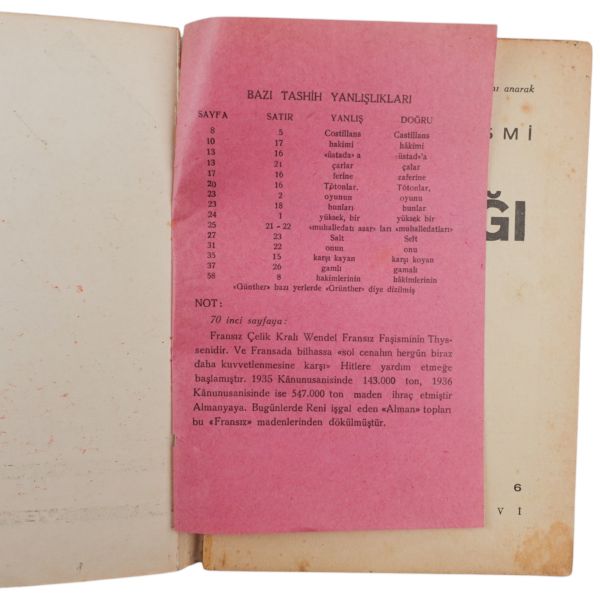 BAZI TASHİH YANLIŞLIKLARI
SAYFA SATIR YANLIŞ DOĞRU
8 5 Costillans Castillans
10 17 hakimi hâkimi
13 16 «üstada» a «üstad»'a
13 21 çarlar çalar
17 16 ferine zaferine
20 16 Tôtonlar, Tötonlar,
23 2 oyunun oyunu
23 18 bunları bunlar
24 1 yüksek, bir yüksek bir
25 21-22 «muhalledatı asar» ları «muhalledatları»
27 23 Salt Self
31 22 onun onu
35 15 karşı kayan karşı koyan
37 26 gamlı gamalı
58 8 hakimlerinin hâkimlerinin
«Günther» bazı yerlerde «Grünther» diye dizilmiş
NOT:
70 inci sayfaya:
Fransız Çelik Kralı Wendel Fransız Faşisminin Thys-
senidir. Ve Fransada bilhassa «sol cenahın hergün biraz
daha kuvvetlenmesine karşı» Hitlere yardım etmeğe
başlamıştır. 1935 Kânunusanisinde 143.000 ton, 1936
Kânunusanisinde ise 547.000 ton maden ihraç etmiştir
Almanyaya. Bugünlerde Reni işgal eden «Alman» topları
bu «Fransız» madenlerinden dökülmüştür.
anarak
SMİ
ĞI
6
Vİ